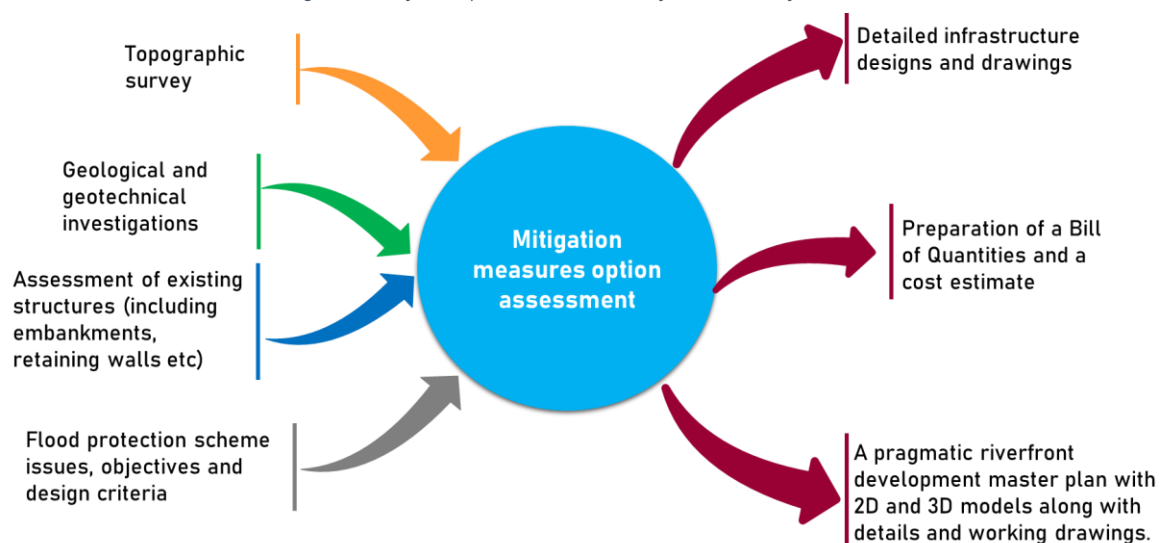 Topographic
survey
Geological and
geotechnical
investigations
Assessment of existing
structures (including
embankments,
retaining walls etc)
Flood protection scheme
issues, objectives and
design criteria
Mitigation
measures option
assessment
Detailed infrastructure
designs and drawings
Preparation of a Bill
of Quantities and a
cost estimate
A pragmatic riverfront
development master plan with
2D and 3D models along with
details and working drawings.